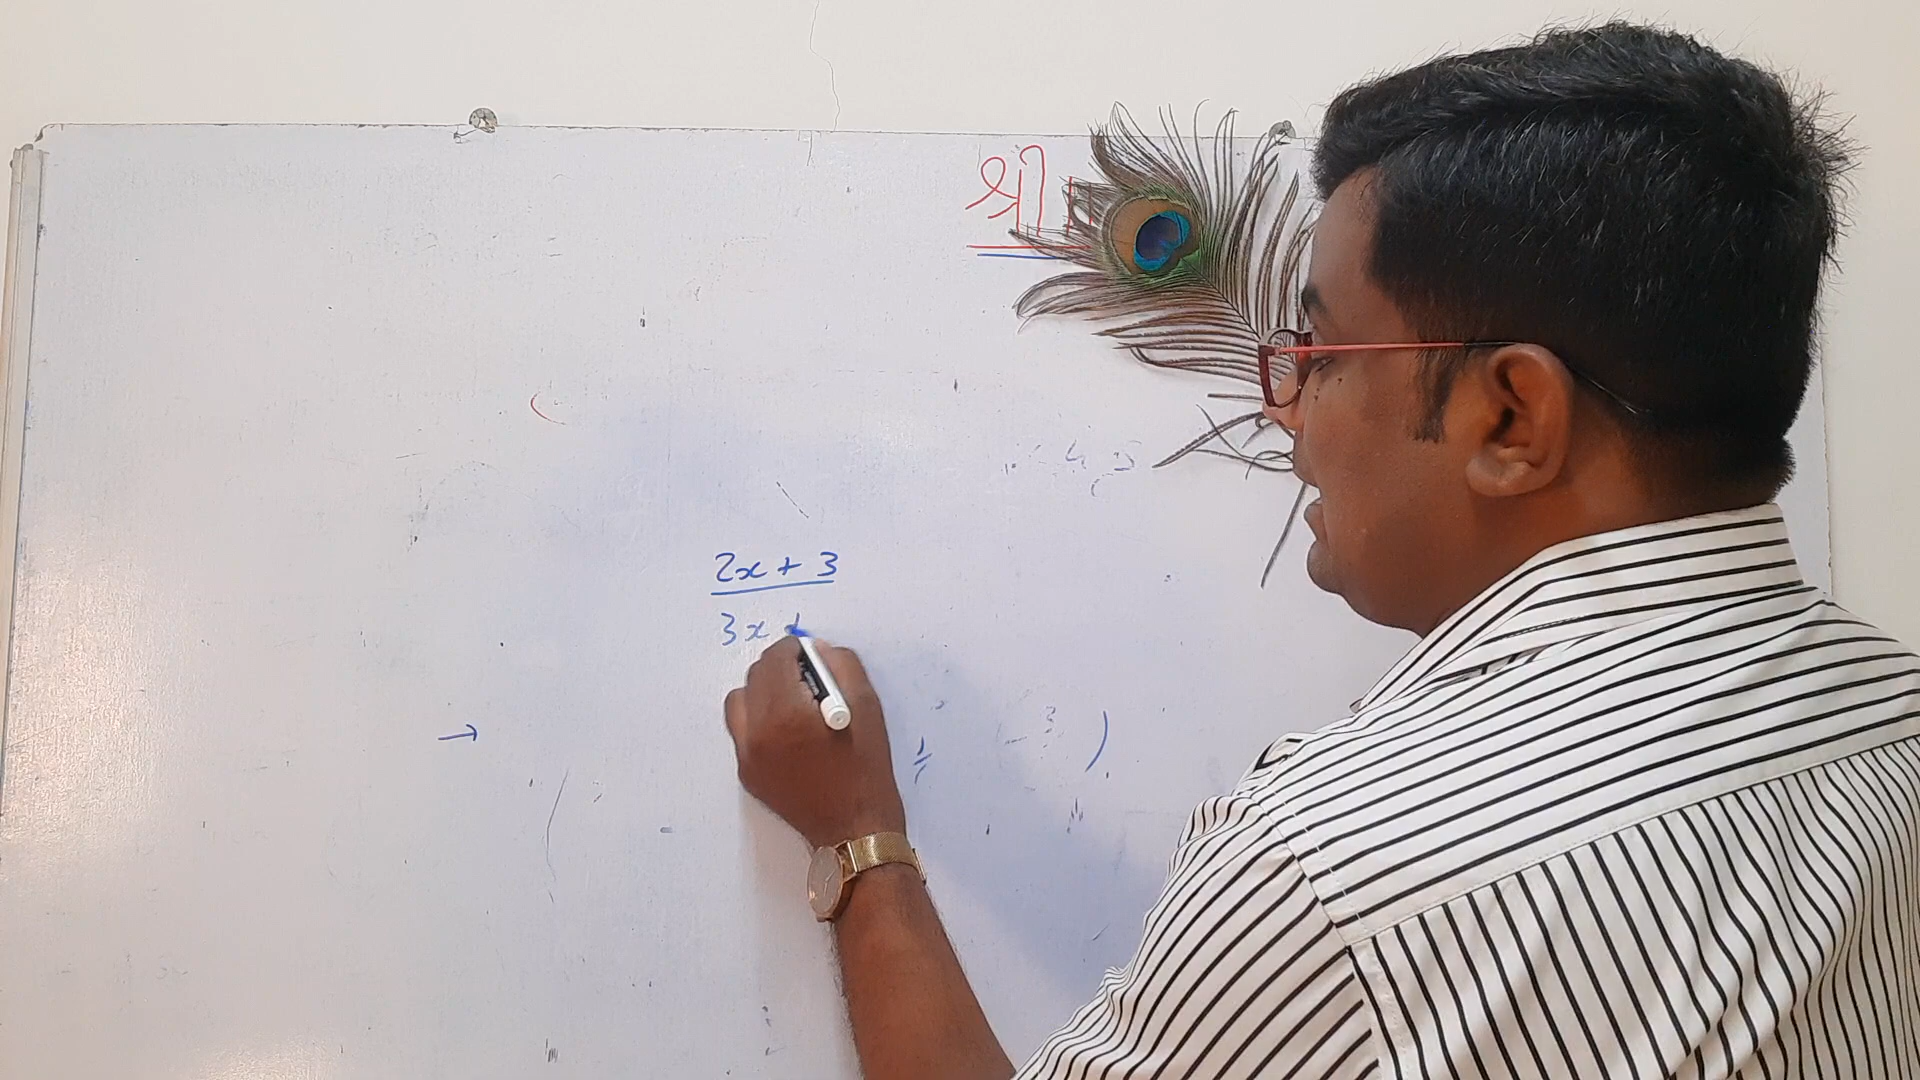 श्री
2x + 3
3x +
)